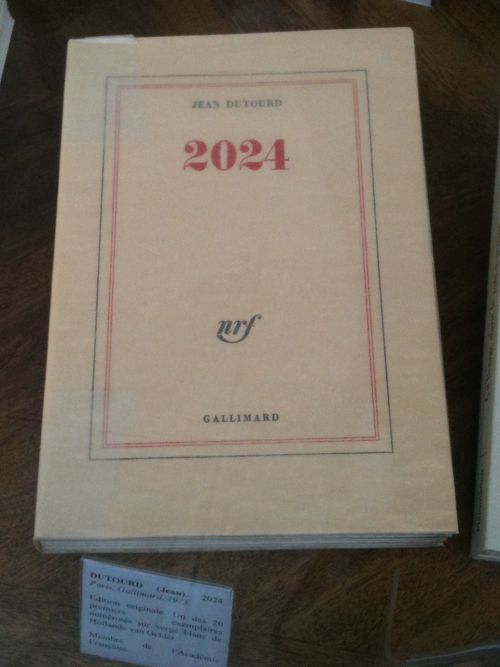 JEAN DUTOURD
2024
nrf
GALLIMARD
DUTOURD (Jean). 2024
Paris, Gallimard, 1975.
Edition originale. Un des 20
premiers exemplaires
numérotés sur vergé blanc de
Hollande van Gelder
Membre de l'Académie
Française